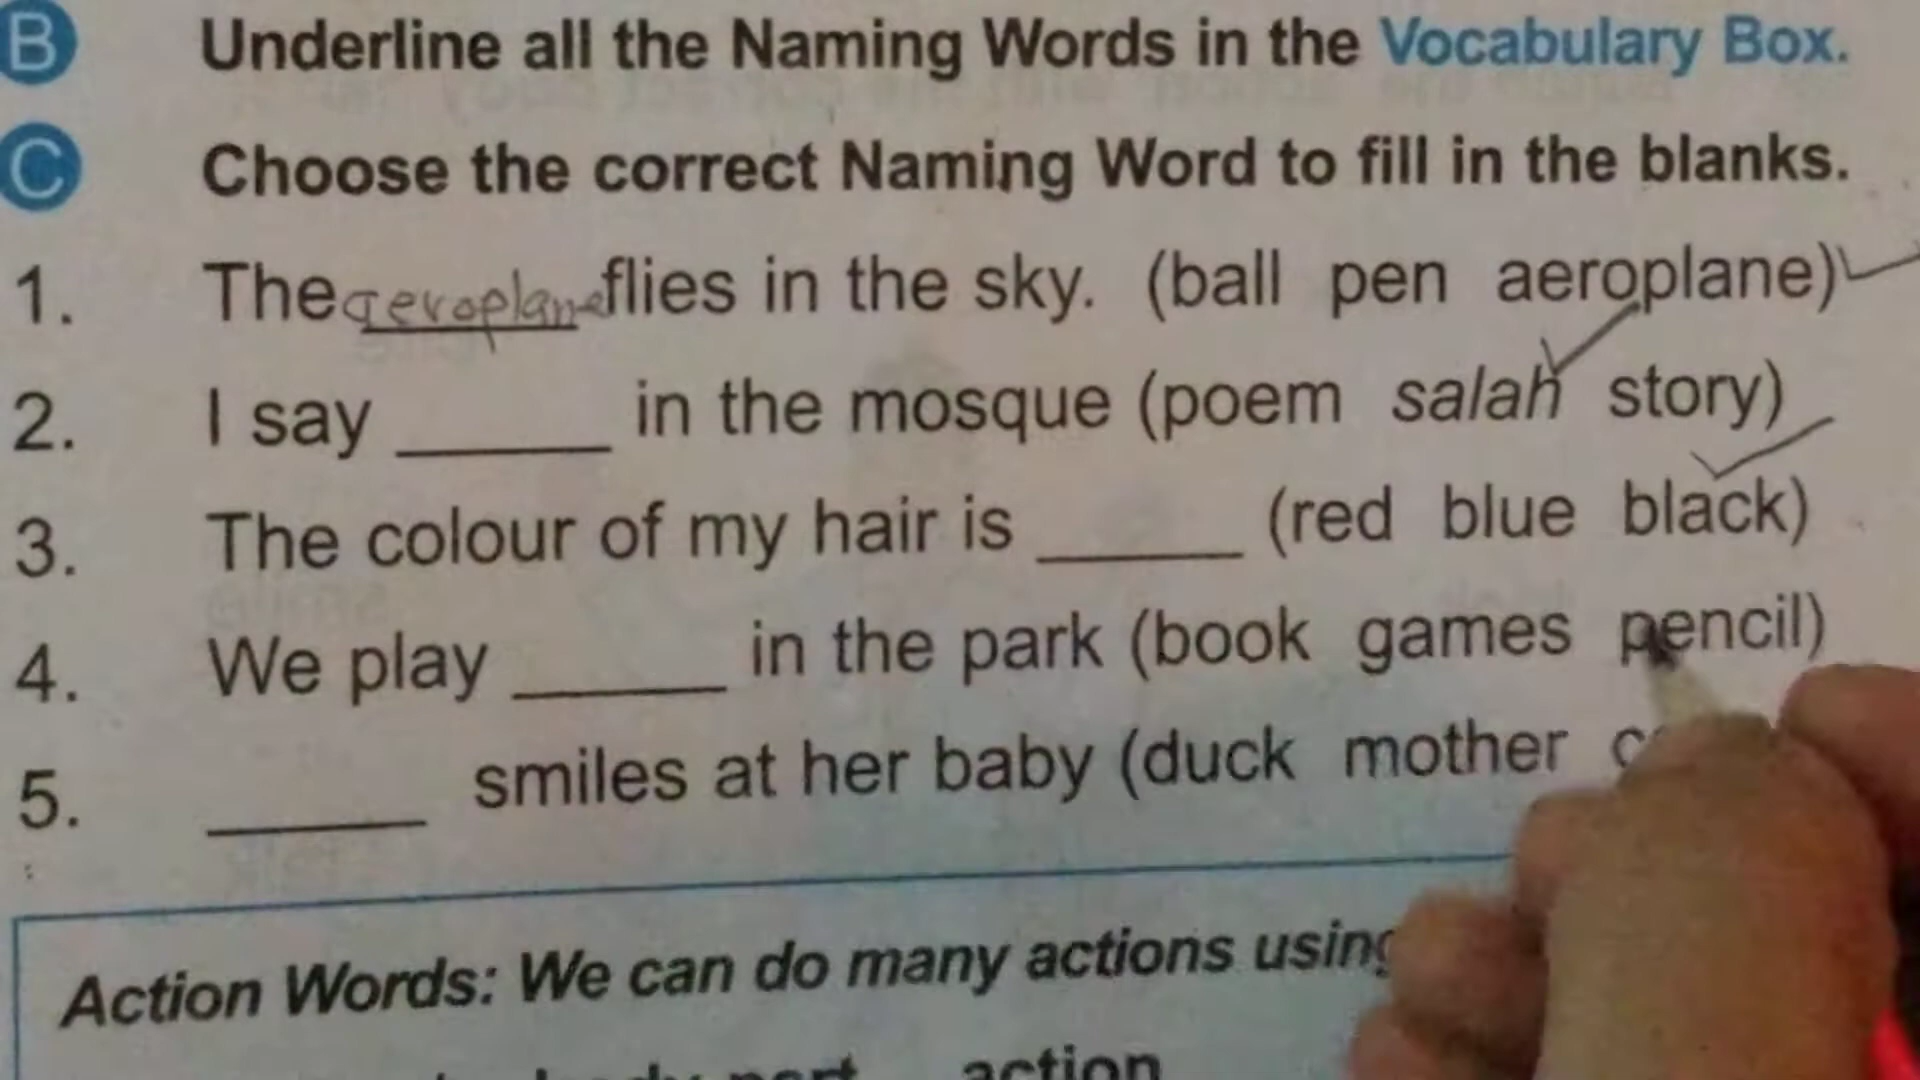 B Underline all the Naming Words in the Vocabulary Box.
C Choose the correct Naming Word to fill in the blanks.
1. The aeroplane flies in the sky. (ball pen aeroplane)
2. I say ______ in the mosque (poem salah story)
3. The colour of my hair is ______ (red blue black)
4. We play ______ in the park (book games pencil)
5. ______ smiles at her baby (duck mother
Action Words: We can do many actions using
body part action